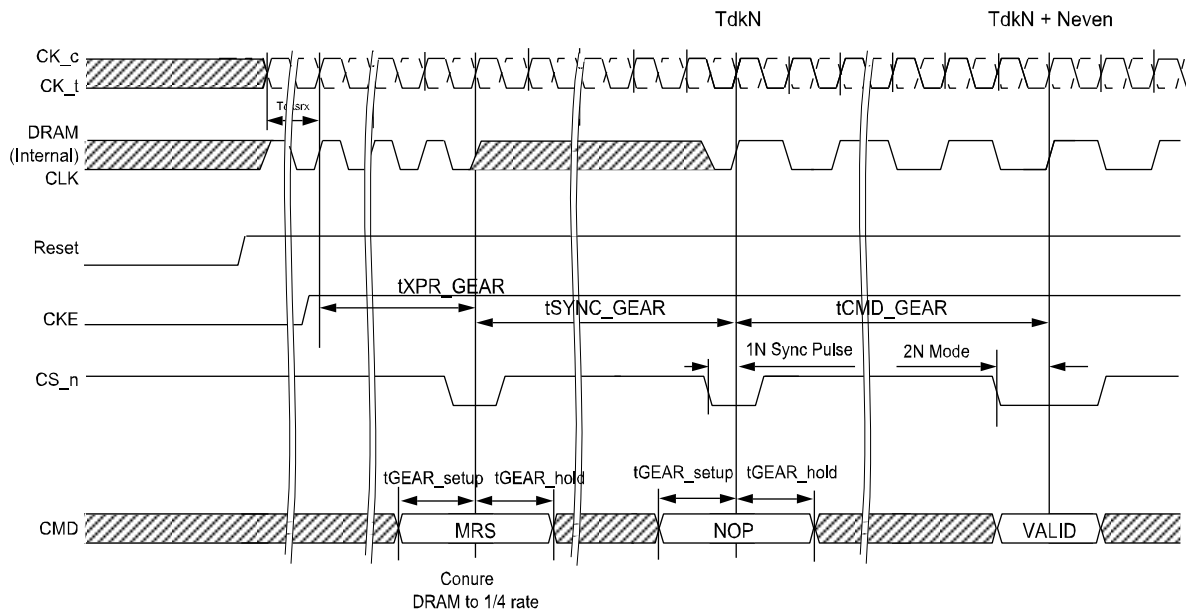 TdkN
TdkN + Neven
CK_c
CK_t
DRAM
(Internal)
CLK
Reset
tXPR_GEAR
CKE
tSYNC_GEAR
tCMD_GEAR
1N Sync Pulse
2N Mode
CS_n
tGEAR_setup
tGEAR_hold
tGEAR_setup
tGEAR_hold
CMD
MRS
NOP
VALID
Conure
DRAM to 1/4 rate